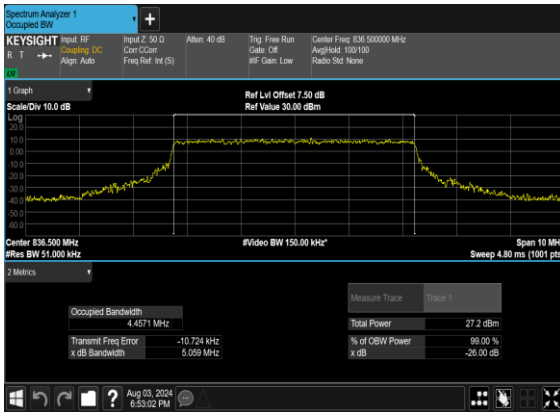 Spectrum Analyzer 1
Occupied BW
KEYSIGHT Input: RF Input Z: 50 Ω Atten: 40 dB Trig: Free Run Center Freq: 836.500000 MHz
R T Coupling: DC Corr CCorr Gate: Off Avg|Hold: 100/100
Align: Auto Freq Ref: Int (S) #IF Gain: Low Radio Std: None
1 Graph
Ref Lvl Offset 7.50 dB
Scale/Div 10.0 dB Ref Value 30.00 dBm
Log
20.0
10.0
0.00
-10.0
-20.0
-30.0
-40.0
-50.0
-60.0
Center 836.500 MHz #Video BW 150.00 kHz* Span 10 MH
#Res BW 51.000 kHz Sweep 4.80 ms (1001 pts
2 Metrics
Measure Trace Trace 1
Occupied Bandwidth
4.4571 MHz Total Power 27.2 dBm
Transmit Freq Error -10.724 kHz % of OBW Power 99.00 %
x dB Bandwidth 5.059 MHz x dB -26.00 dB
? Aug 03, 2024
6:53:02 PM